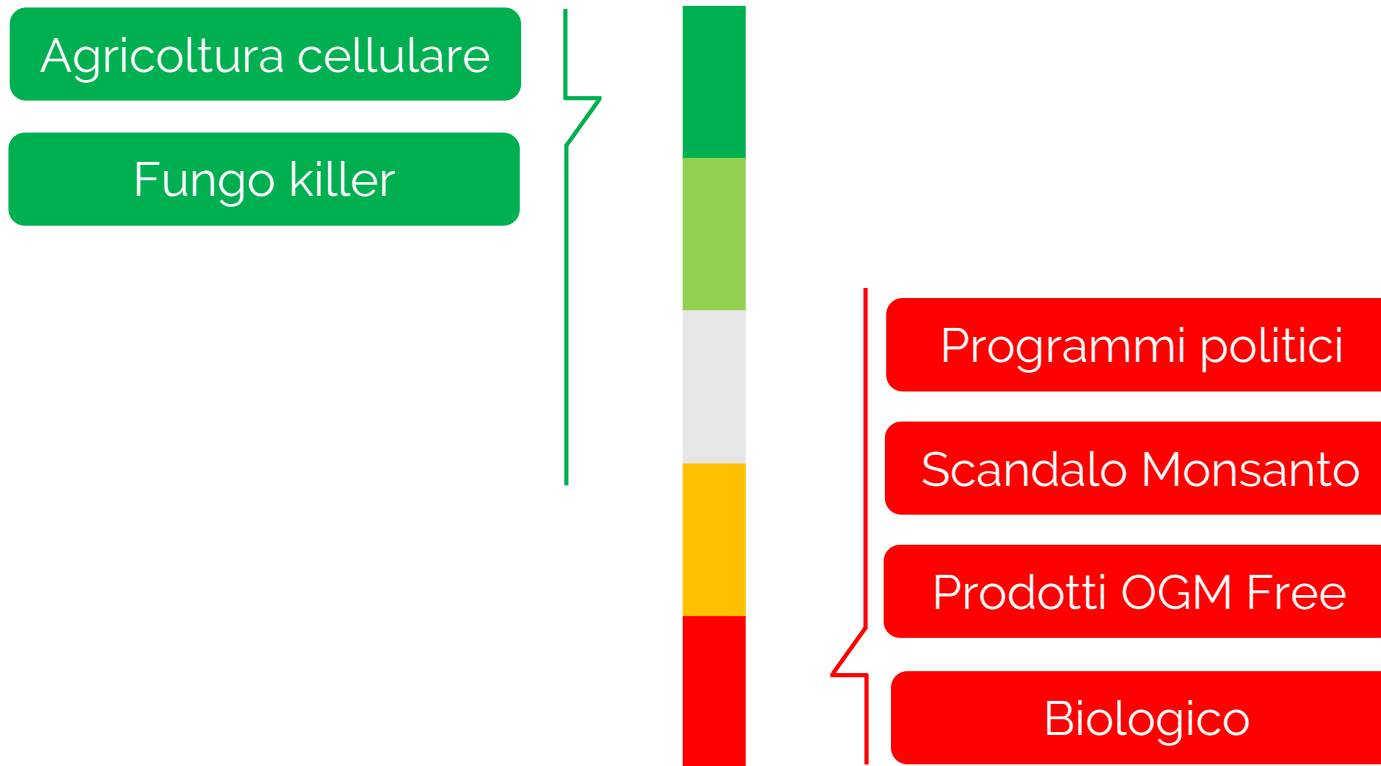 Agricoltura cellulare
Fungo killer
Programmi politici
Scandalo Monsanto
Prodotti OGM Free
Biologico